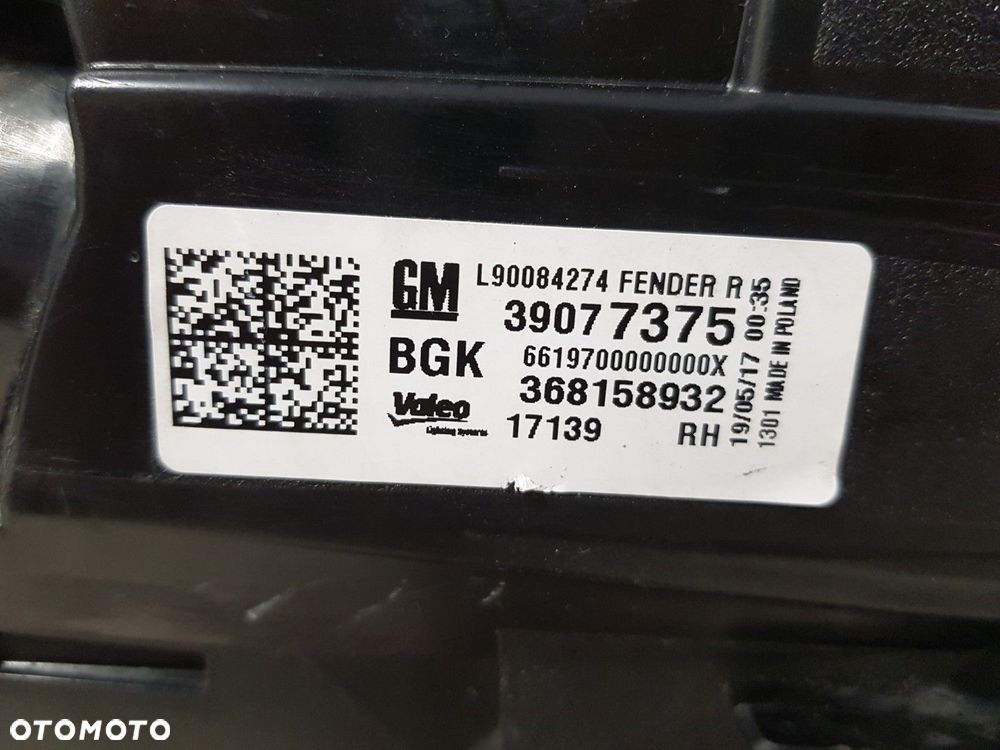 GM
L90084274 FENDER R
39077375
BGK
6619700000000X
368158932
Valeo
Lighting Systems
17139 RH
19/05/17 00:35
1301 MADE IN POLAND
OTOMOTO